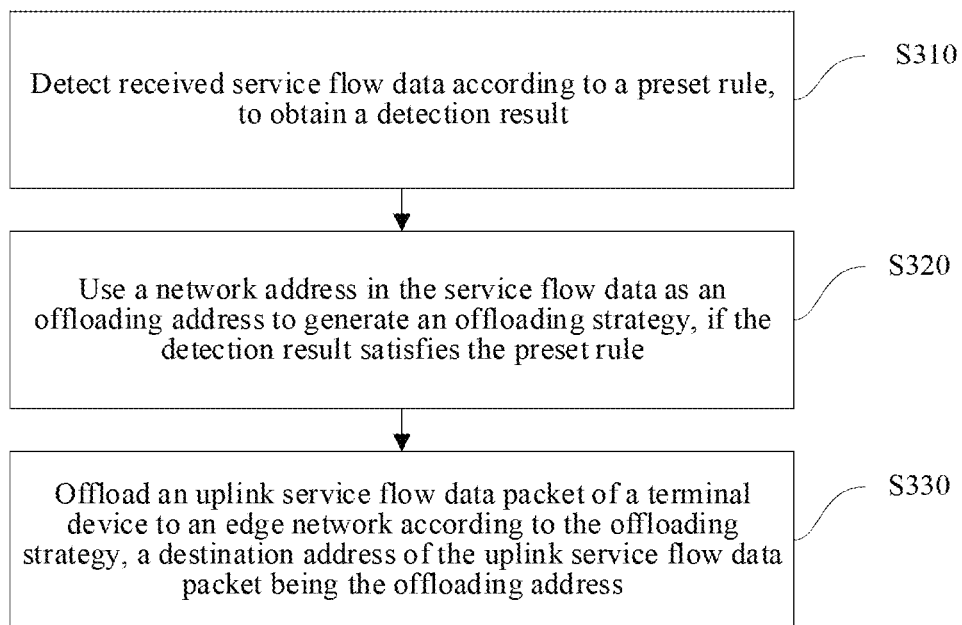 Detect received service flow data according to a preset rule,
to obtain a detection result
S310
Use a network address in the service flow data as an
offloading address to generate an offloading strategy, if the
detection result satisfies the preset rule
S320
Offload an uplink service flow data packet of a terminal
device to an edge network according to the offloading
strategy, a destination address of the uplink service flow data
packet being the offloading address
S330